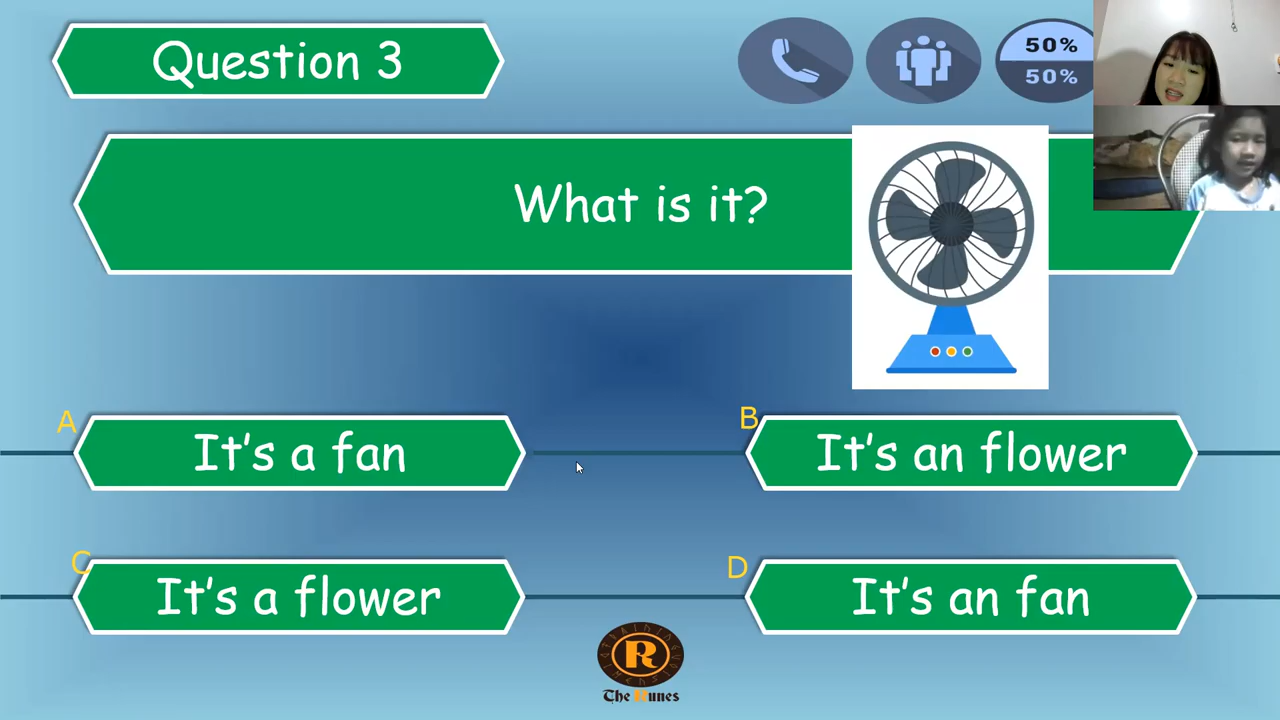 Question 3
50%
50%
What is it?
A
It's a fan
B
It's an flower
C
It's a flower
D
It's an fan
R
The Runes